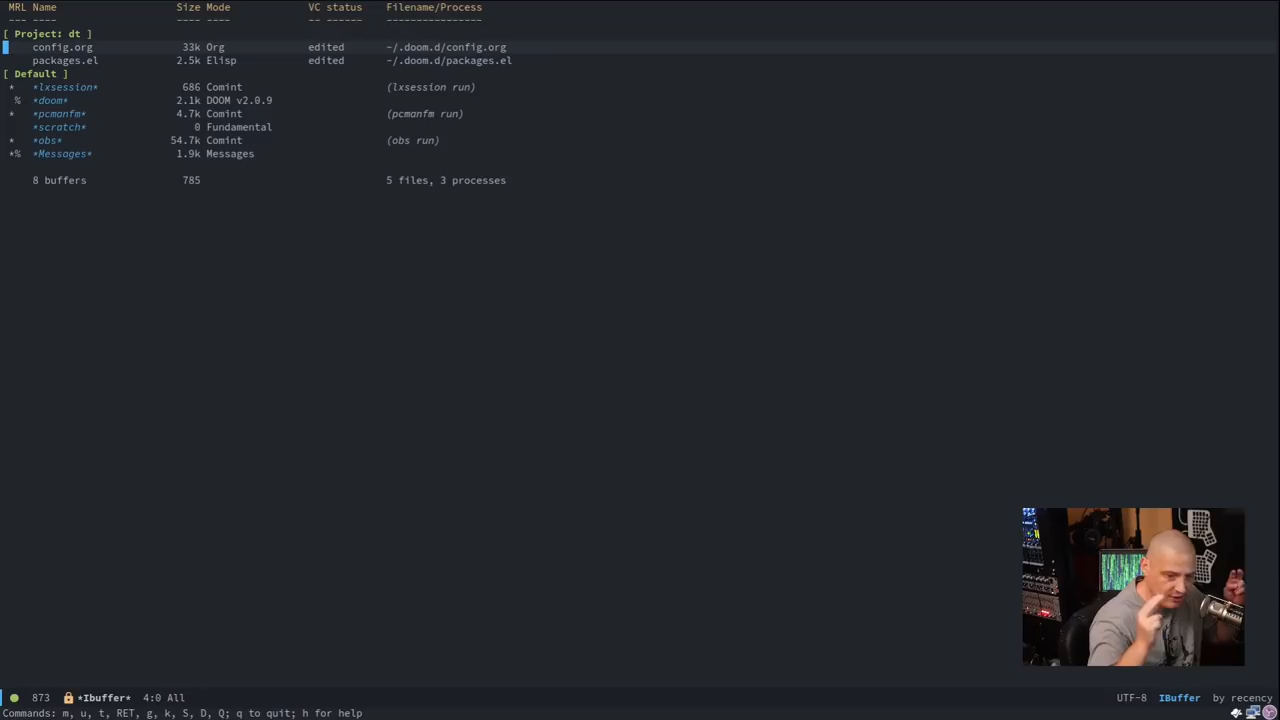 MRL Name Size Mode VC status Filename/Process
--- ---- ---- ---- -- ------ ----------------
[ Project: dt ]
config.org 33k Org edited ~/.doom.d/config.org
packages.el 2.5k Elisp edited ~/.doom.d/packages.el
[ Default ]
* *lxsession* 686 Comint (lxsession run)
% *doom* 2.1k DOOM v2.0.9
* *pcmanfm* 4.7k Comint (pcmanfm run)
*scratch* 0 Fundamental
* *obs* 54.7k Comint (obs run)
*% *Messages* 1.9k Messages
8 buffers 785 5 files, 3 processes
873 *Ibuffer* 4:0 All UTF-8 IBuffer by recency
Commands: m, u, t, RET, g, k, S, D, Q; q to quit; h for help